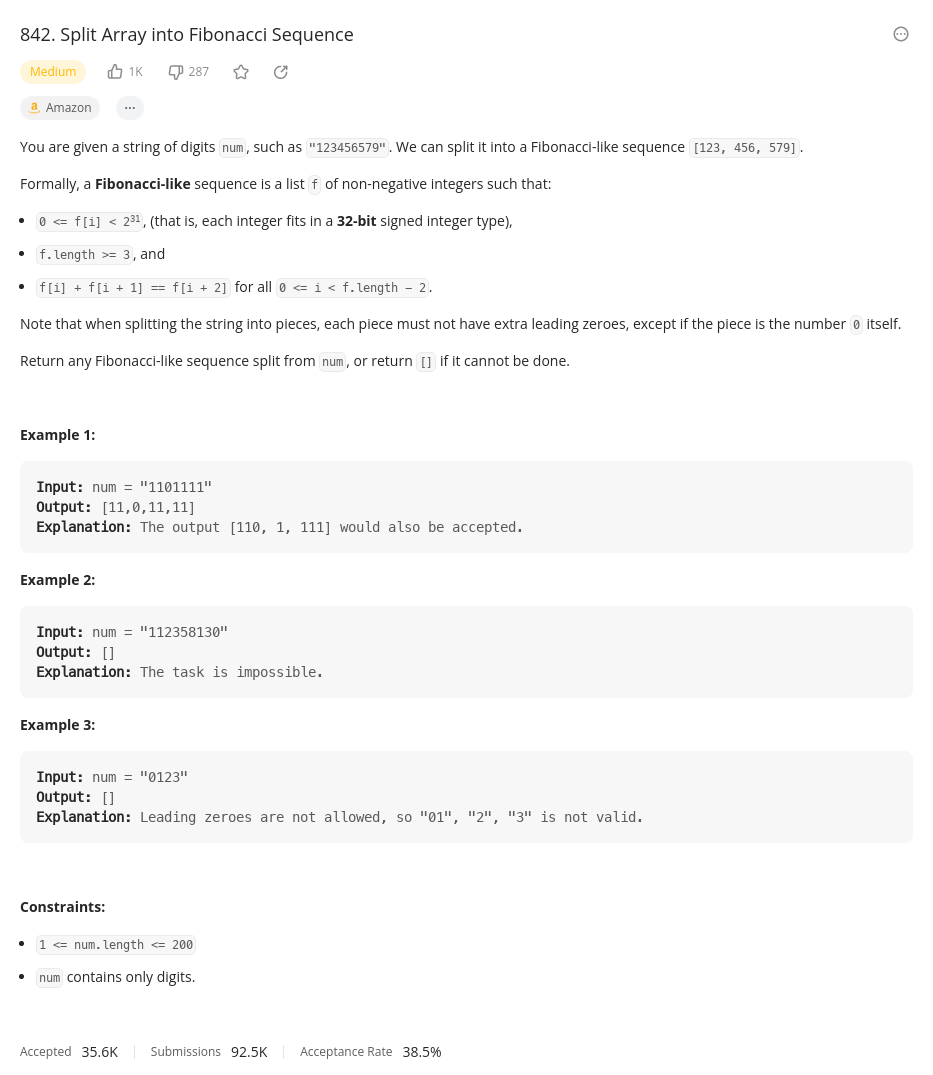 842. Split Array into Fibonacci Sequence
Medium 1K 287
Amazon
You are given a string of digits num, such as "123456579". We can split it into a Fibonacci-like sequence [123, 456, 579].
Formally, a Fibonacci-like sequence is a list f of non-negative integers such that:
• 0 <= f[i] < 2³¹, (that is, each integer fits in a 32-bit signed integer type),
• f.length >= 3, and
• f[i] + f[i + 1] == f[i + 2] for all 0 <= i < f.length − 2.
Note that when splitting the string into pieces, each piece must not have extra leading zeroes, except if the piece is the number 0 itself.
Return any Fibonacci-like sequence split from num, or return [] if it cannot be done.
Example 1:
Input: num = "1101111"
Output: [11,0,11,11]
Explanation: The output [110, 1, 111] would also be accepted.
Example 2:
Input: num = "112358130"
Output: []
Explanation: The task is impossible.
Example 3:
Input: num = "0123"
Output: []
Explanation: Leading zeroes are not allowed, so "01", "2", "3" is not valid.
Constraints:
• 1 <= num.length <= 200
• num contains only digits.
Accepted 35.6K Submissions 92.5K Acceptance Rate 38.5%